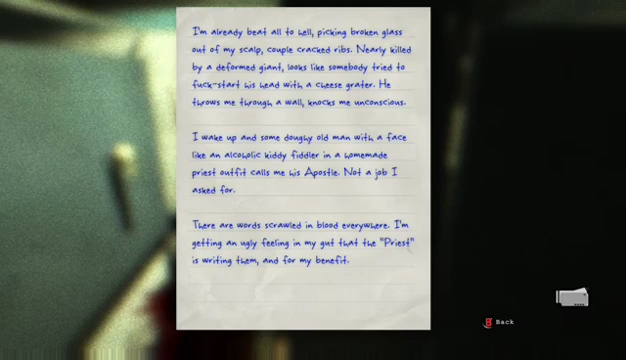 I'm already beat all to hell, picking broken glass
out of my scalp, couple cracked ribs. Nearly killed
by a deformed giant, looks like somebody tried to
fuck-start his head with a cheese grater. He
throws me through a wall, knocks me unconscious.
I wake up and some doughy old man with a face
like an alcoholic kiddy fiddler in a homemade
priest outfit calls me his Apostle. Not a job I
asked for.
There are words scrawled in blood everywhere. I'm
getting an ugly feeling in my gut that the "Priest"
is writing them, and for my benefit.
Back